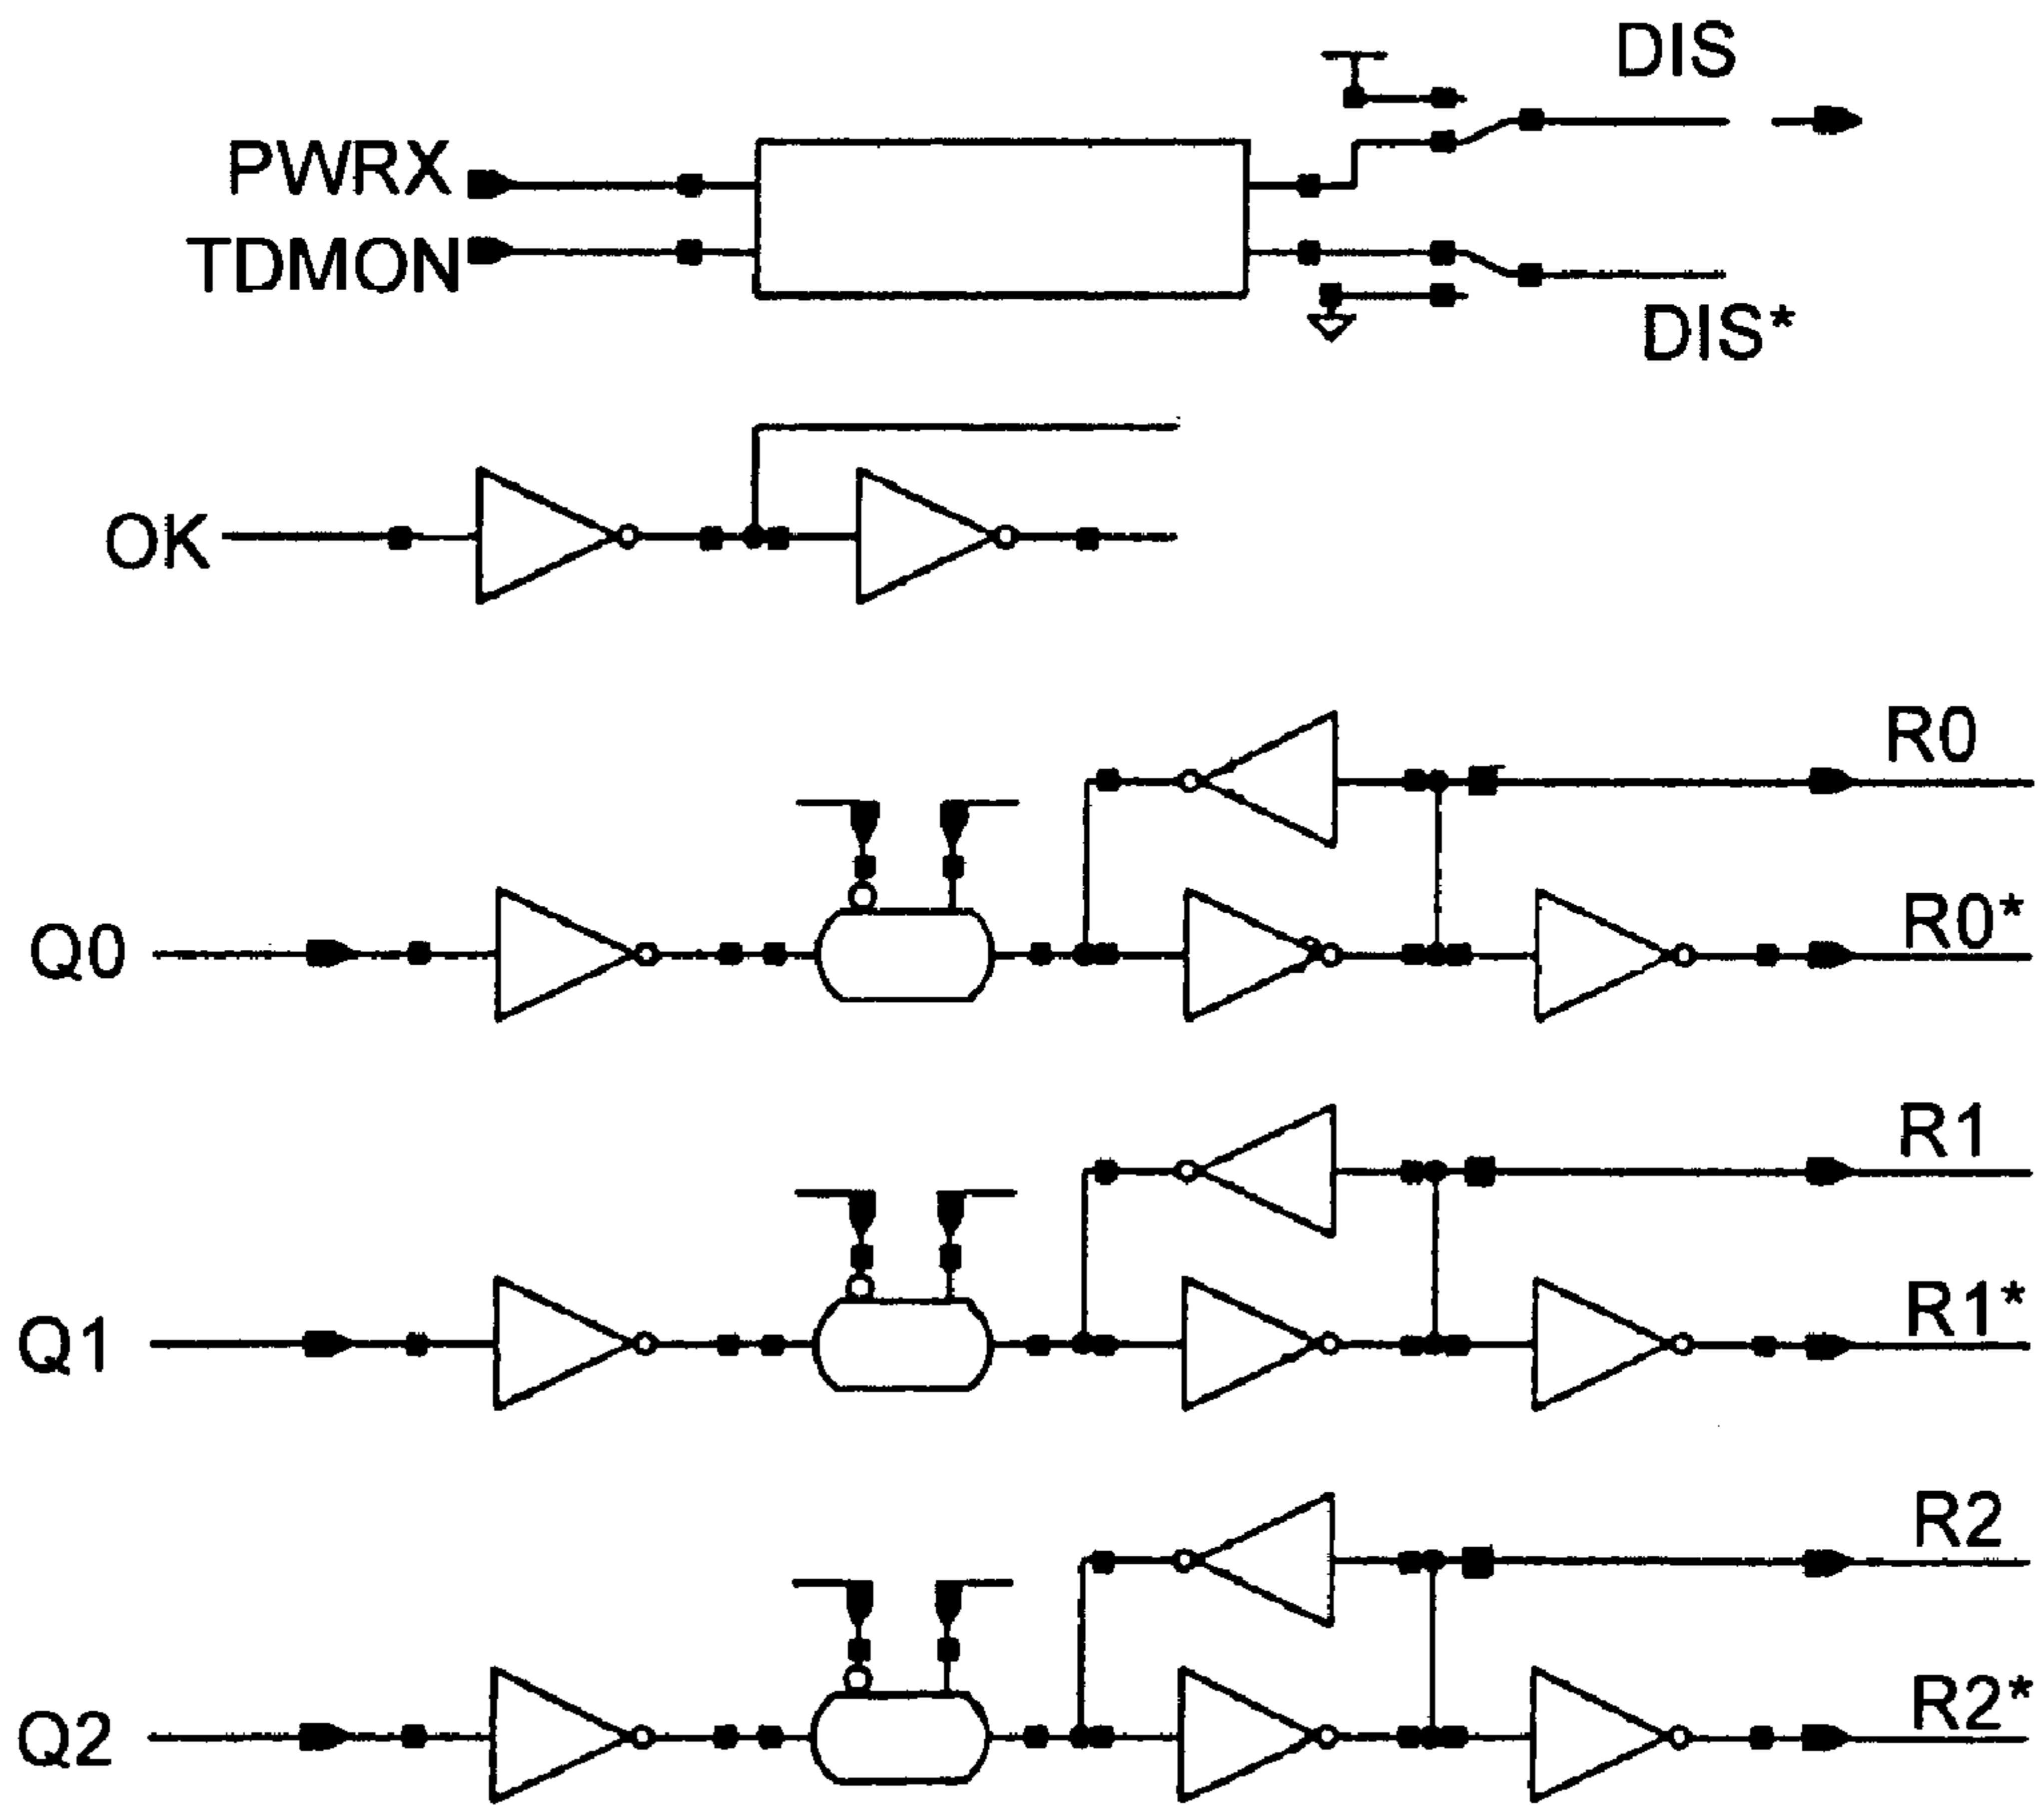 DIS
PWRX
TDMON
DIS*
OK
R0
R0*
Q0
R1
R1*
Q1
R2
R2*
Q2